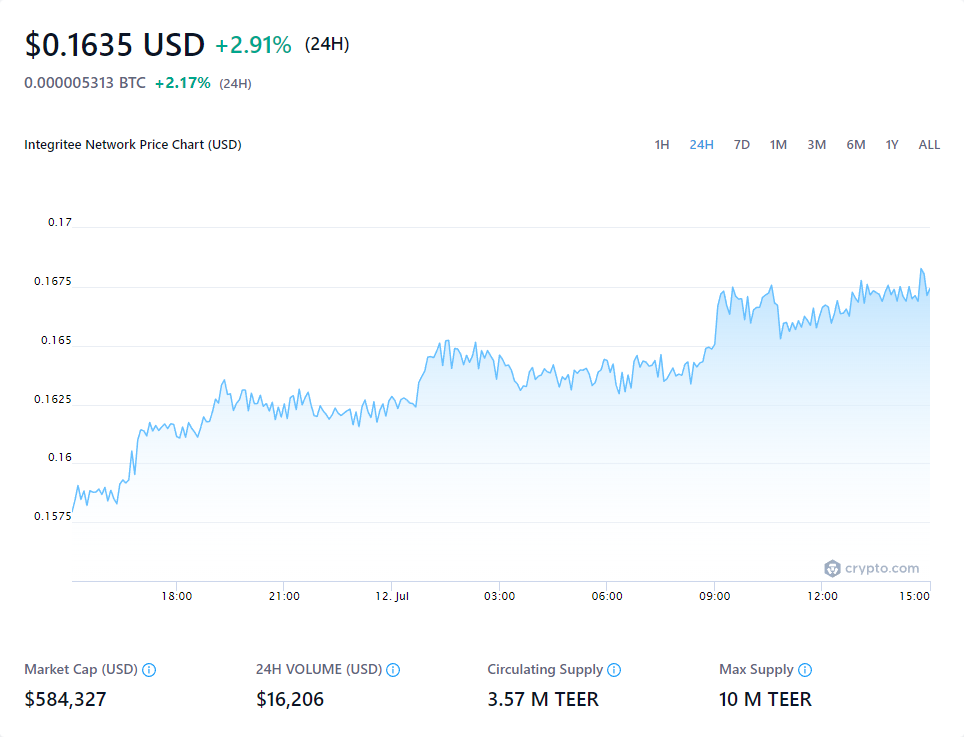 $0.1635 USD +2.91% (24H)
0.000005313 BTC +2.17% (24H)
Integritee Network Price Chart (USD) 1H 24H 7D 1M 3M 6M 1Y ALL
0.17
0.1675
0.165
0.1625
0.16
0.1575
crypto.com
18:00 21:00 12. Jul 03:00 06:00 09:00 12:00 15:00
Market Cap (USD) 24H VOLUME (USD) Circulating Supply Max Supply
$584,327 $16,206 3.57 M TEER 10 M TEER